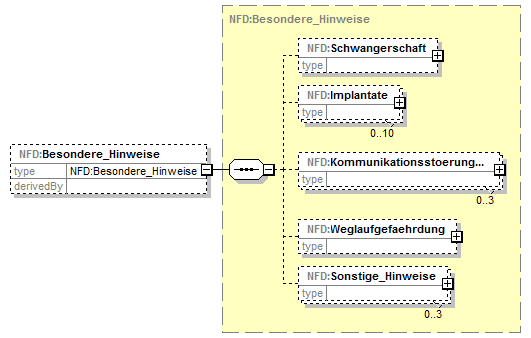 NFD:Besondere_Hinweise
NFD:Schwangerschaft
type
NFD:Implantate
type
0..10
NFD:Besondere_Hinweise
type NFD:Besondere_Hinweise
derivedBy
NFD:Kommunikationsstoerung...
type
0..3
NFD:Weglaufgefaehrdung
type
NFD:Sonstige_Hinweise
type
0..3